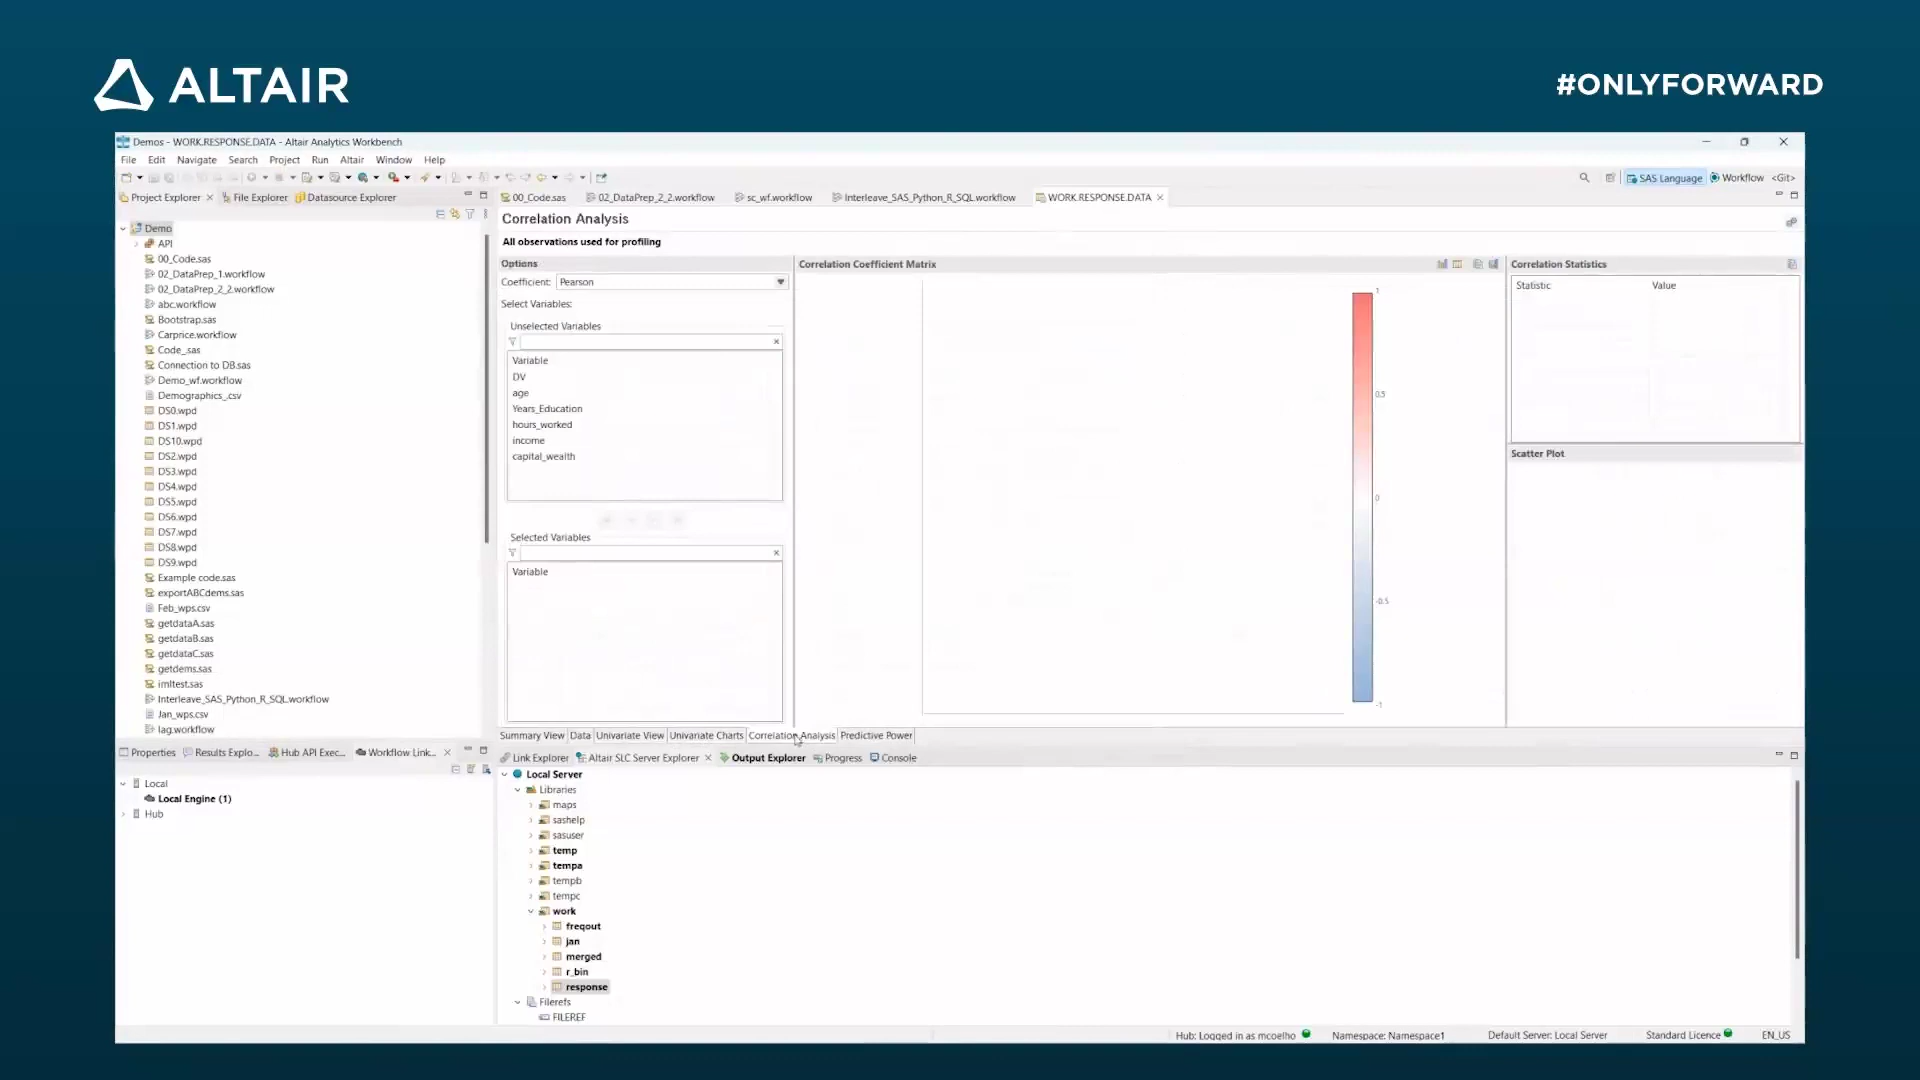 ALTAIR
#ONLYFORWARD
Demos - WORK.RESPONSE.DATA - Altair Analytics Workbench
File Edit Navigate Search Project Run Altair Window Help
SAS Language Workflow <Git>
Project Explorer File Explorer Datasource Explorer
00_Code.sas 02_DataPrep_2_2.workflow sc_wf.workflow Interleave_SAS_Python_R_SQL.workflow WORK.RESPONSE.DATA
Demo
API
00_Code.sas
02_DataPrep_1.workflow
02_DataPrep_2_2.workflow
abc.workflow
Bootstrap.sas
Carprice.workflow
Code_.sas
Connection to DB.sas
Demo_wf.workflow
Demographics_.csv
DS0.wpd
DS1.wpd
DS10.wpd
DS2.wpd
DS3.wpd
DS4.wpd
DS5.wpd
DS6.wpd
DS7.wpd
DS8.wpd
DS9.wpd
Example code.sas
exportABCdems.sas
Feb_wps.csv
getdataA.sas
getdataB.sas
getdataC.sas
getdems.sas
imltest.sas
Interleave_SAS_Python_R_SQL.workflow
Jan_wps.csv
lag.workflow
Correlation Analysis
All observations used for profiling
Options
Coefficient: Pearson
Select Variables:
Unselected Variables
Variable
DV
age
Years_Education
hours_worked
income
capital_wealth
Selected Variables
Variable
Correlation Coefficient Matrix
1
0.5
0
-0.5
-1
Correlation Statistics
Statistic Value
Scatter Plot
Summary View Data Univariate View Univariate Charts Correlation Analysis Predictive Power
Properties Results Explo... Hub API Exec... Workflow Link...
Local
Local Engine (1)
Hub
Link Explorer Altair SLC Server Explorer Output Explorer Progress Console
Local Server
Libraries
maps
sashelp
sasuser
temp
tempa
tempb
tempc
work
freqout
jan
merged
r_bin
response
Filerefs
FILEREF
Hub: Logged in as mcoelho Namespace: Namespace1 Default Server: Local Server Standard Licence EN_US